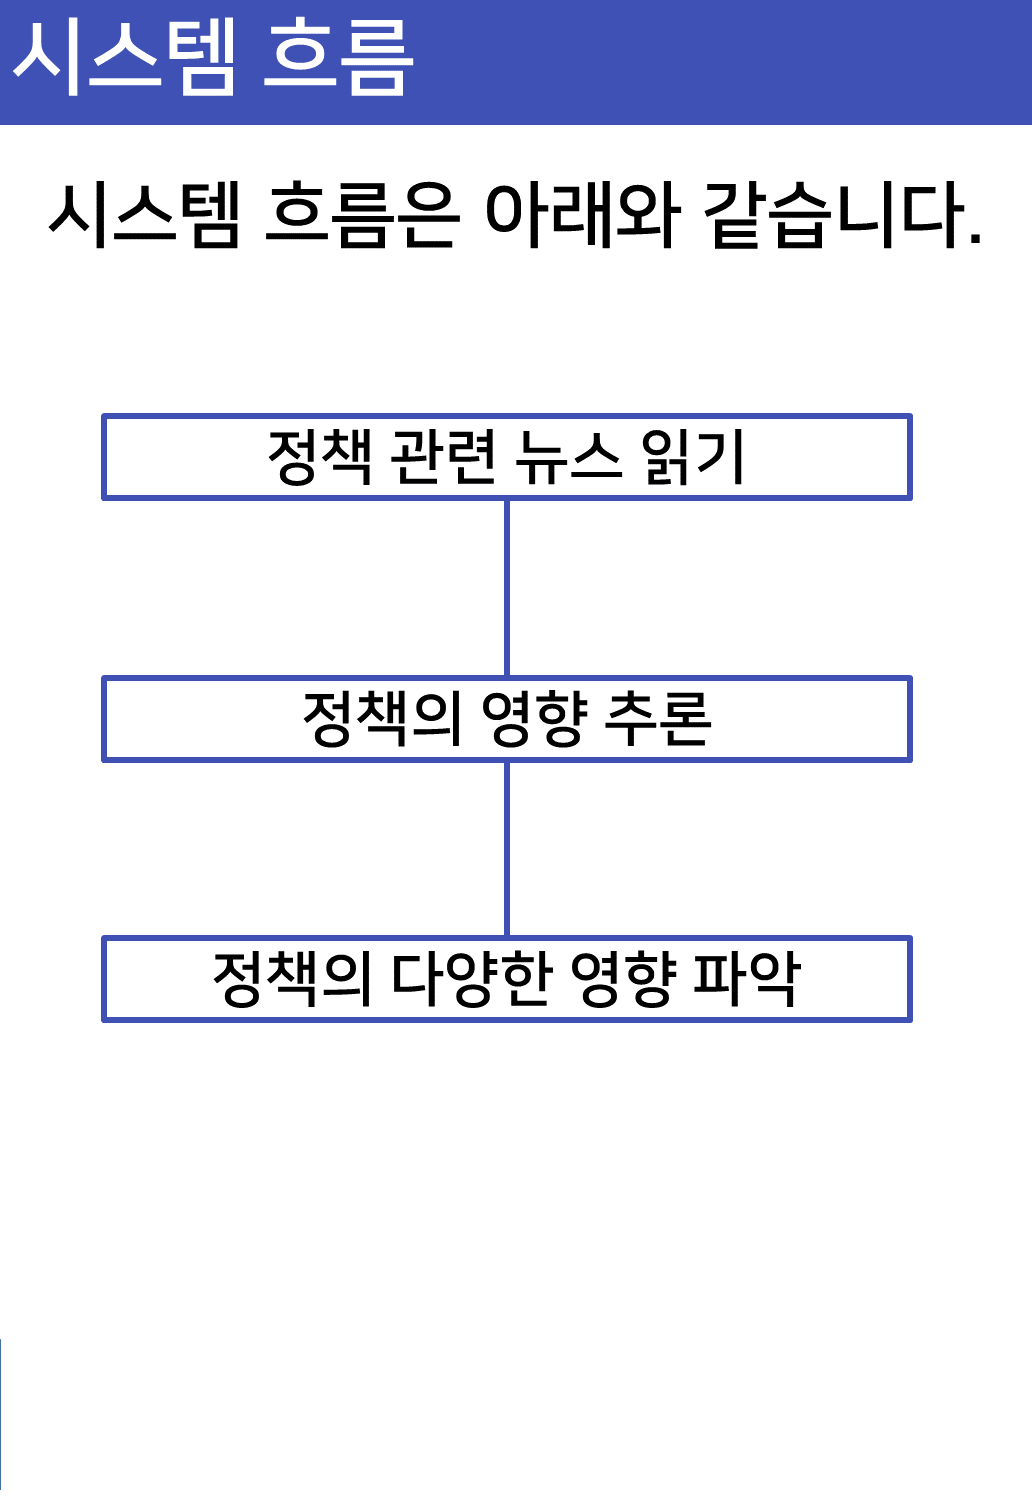 시스템 흐름
시스템 흐름은 아래와 같습니다.
정책 관련 뉴스 읽기
정책의 영향 추론
정책의 다양한 영향 파악